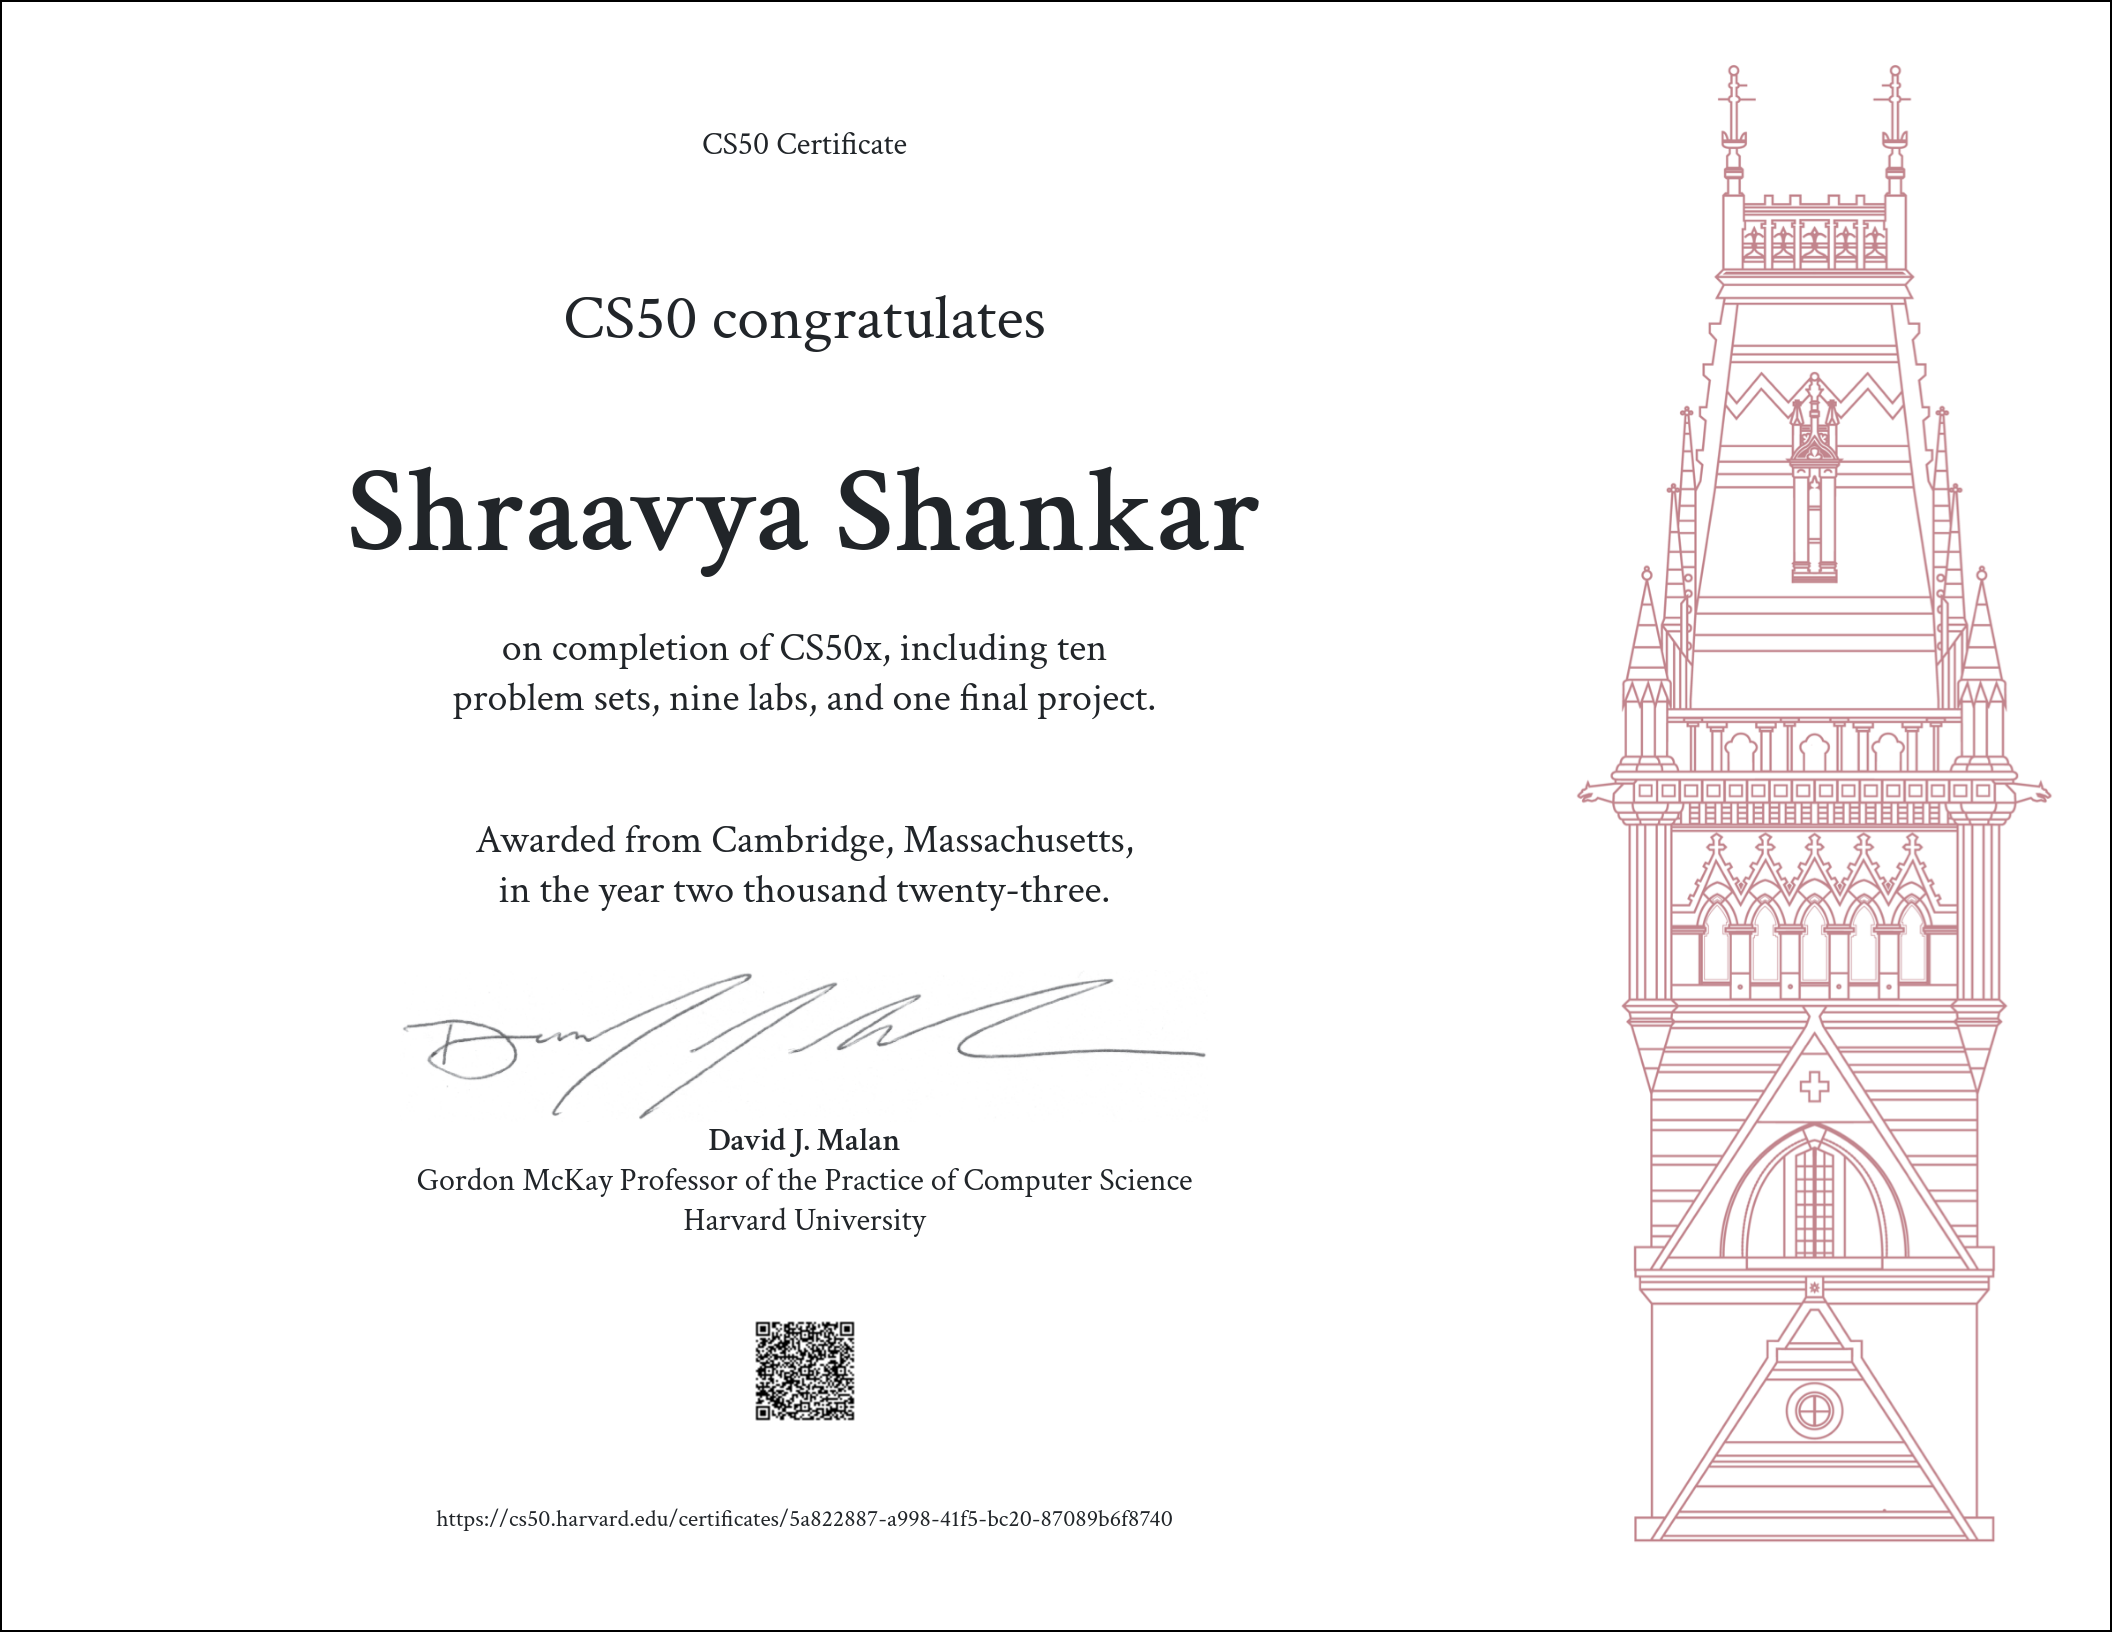 CS50 Certificate
CS50 congratulates
Shraavya Shankar
on completion of CS50x, including ten
problem sets, nine labs, and one final project.
Awarded from Cambridge, Massachusetts,
in the year two thousand twenty-three.
David J. Malan
Gordon McKay Professor of the Practice of Computer Science
Harvard University
https://cs50.harvard.edu/certificates/5a822887-a998-41f5-bc20-87089b6f8740